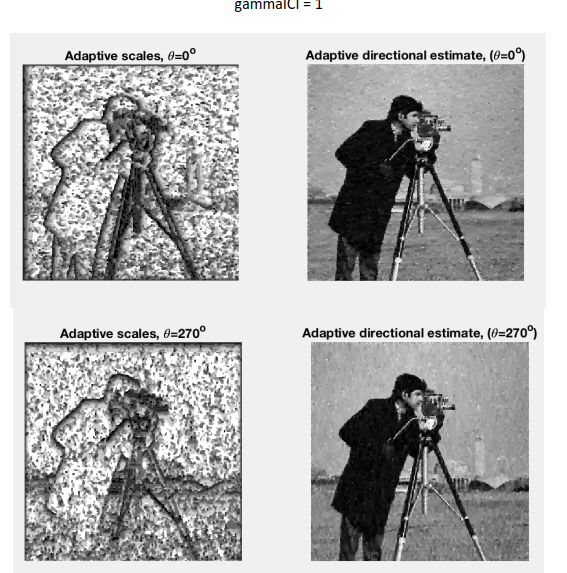 gammaICI = 1
Adaptive scales, θ=0° Adaptive directional estimate, (θ=0°)
Adaptive scales, θ=270° Adaptive directional estimate, (θ=270°)